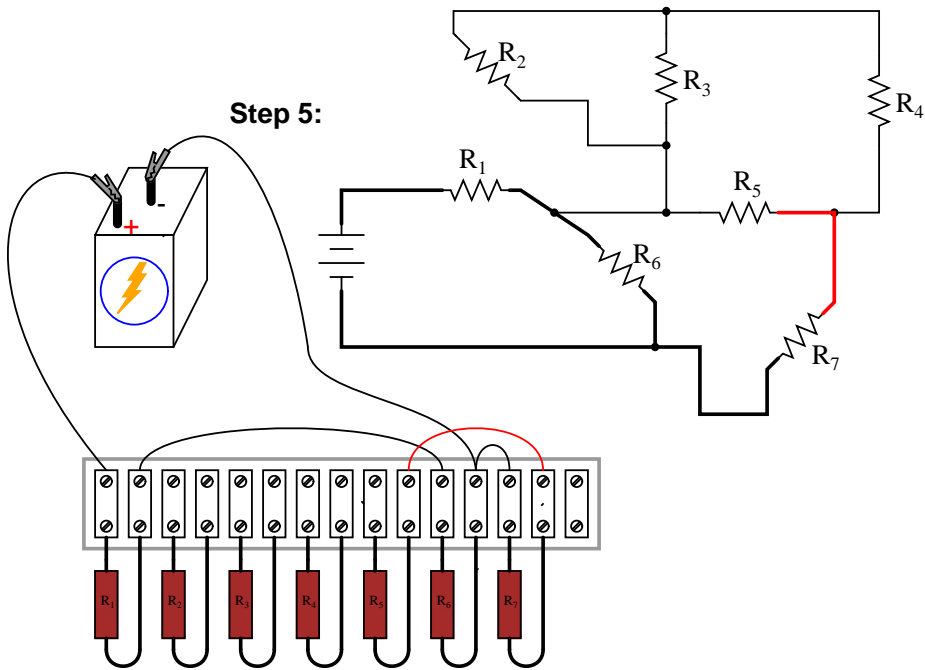 R₂
R₃
R₄
Step 5:
R₁
R₅
-
+
R₆
R₇
R₁ R₂ R₃ R₄ R₅ R₆ R₇